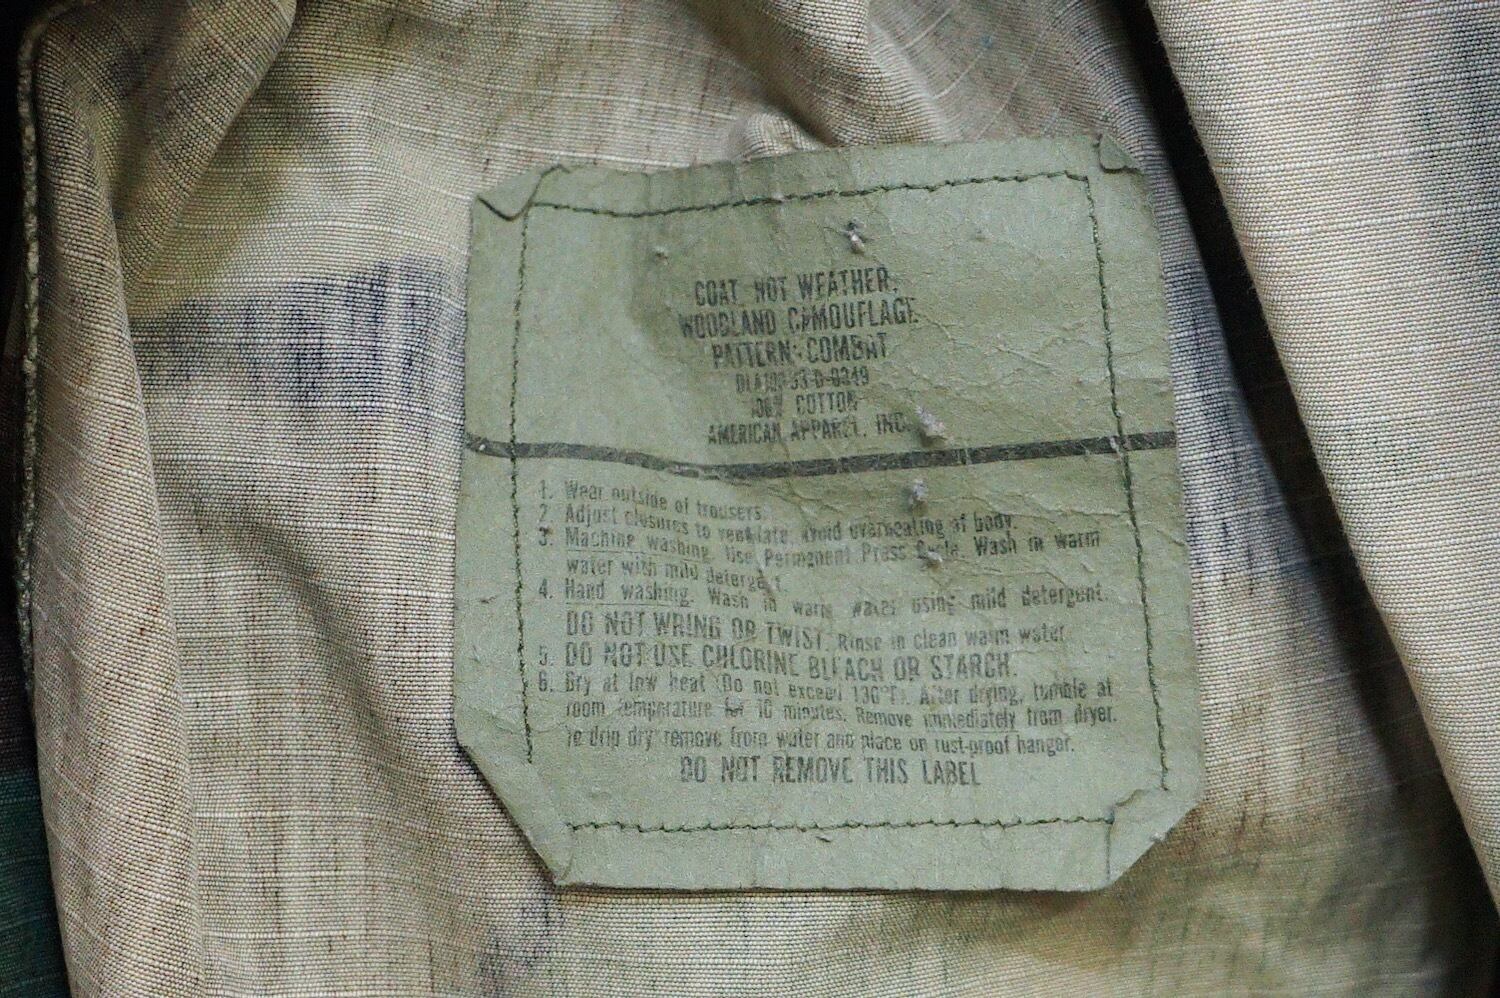 COAT, HOT WEATHER,
WOODLAND CAMOUFLAGE
PATTERN: COMBAT
100% COTTON
AMERICAN APPAREL, INC.
1. Wear outside of trousers.
2. Adjust closures to ventilate, avoid overheating of body.
3. Machine washing. Use Permanent Press Cycle. Wash in warm
water with mild detergent.
4. Hand washing. Wash in warm water using mild detergent.
DO NOT WRING OR TWIST. Rinse in clean warm water.
5. DO NOT USE CHLORINE BLEACH OR STARCH.
6. Dry at low heat (Do not exceed 130°F). After drying, tumble at
room temperature for 10 minutes. Remove immediately from dryer.
To drip dry remove from water and place on rust-proof hanger.
DO NOT REMOVE THIS LABEL